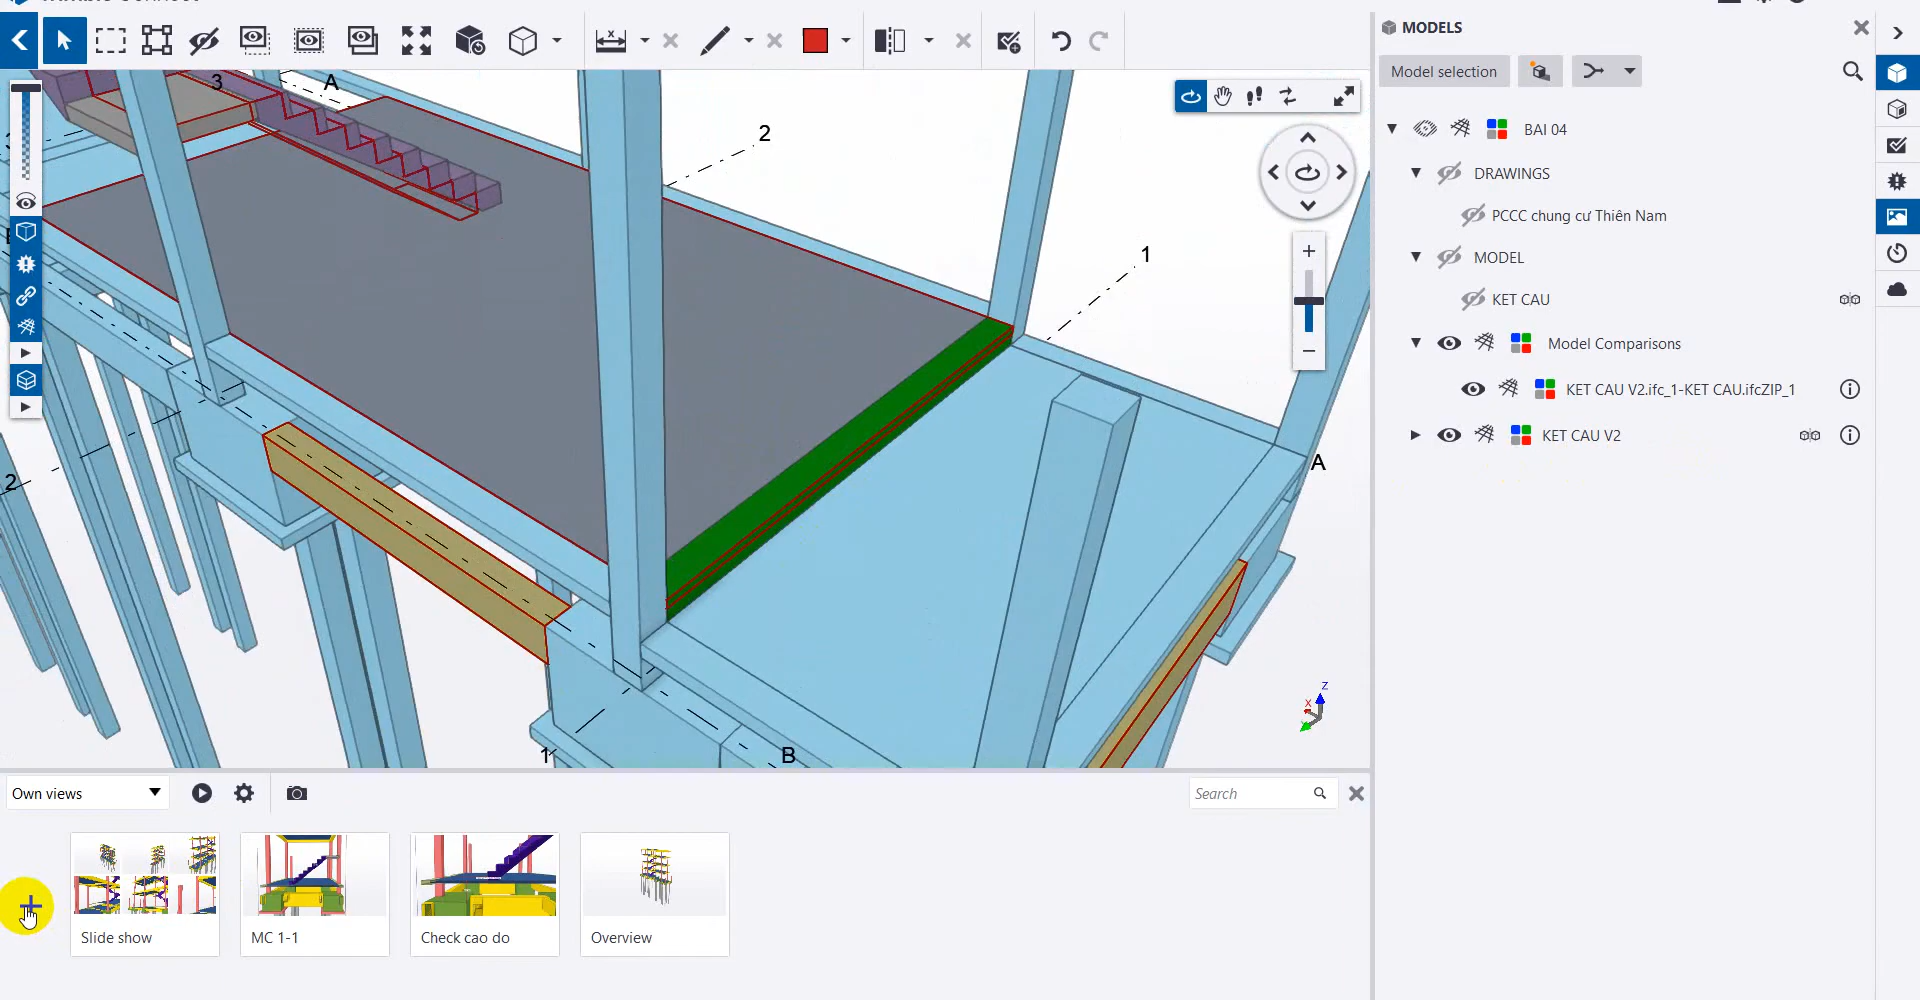 MODELS
Model selection
3
A
2
1
BAI 04
DRAWINGS
PCCC chung cư Thiên Nam
MODEL
KET CAU
Model Comparisons
KET CAU V2.ifc_1-KET CAU.ifcZIP_1
KET CAU V2
A
2
Z
X
1
B
Own views
Search
Slide show
MC 1-1
Check cao do
Overview